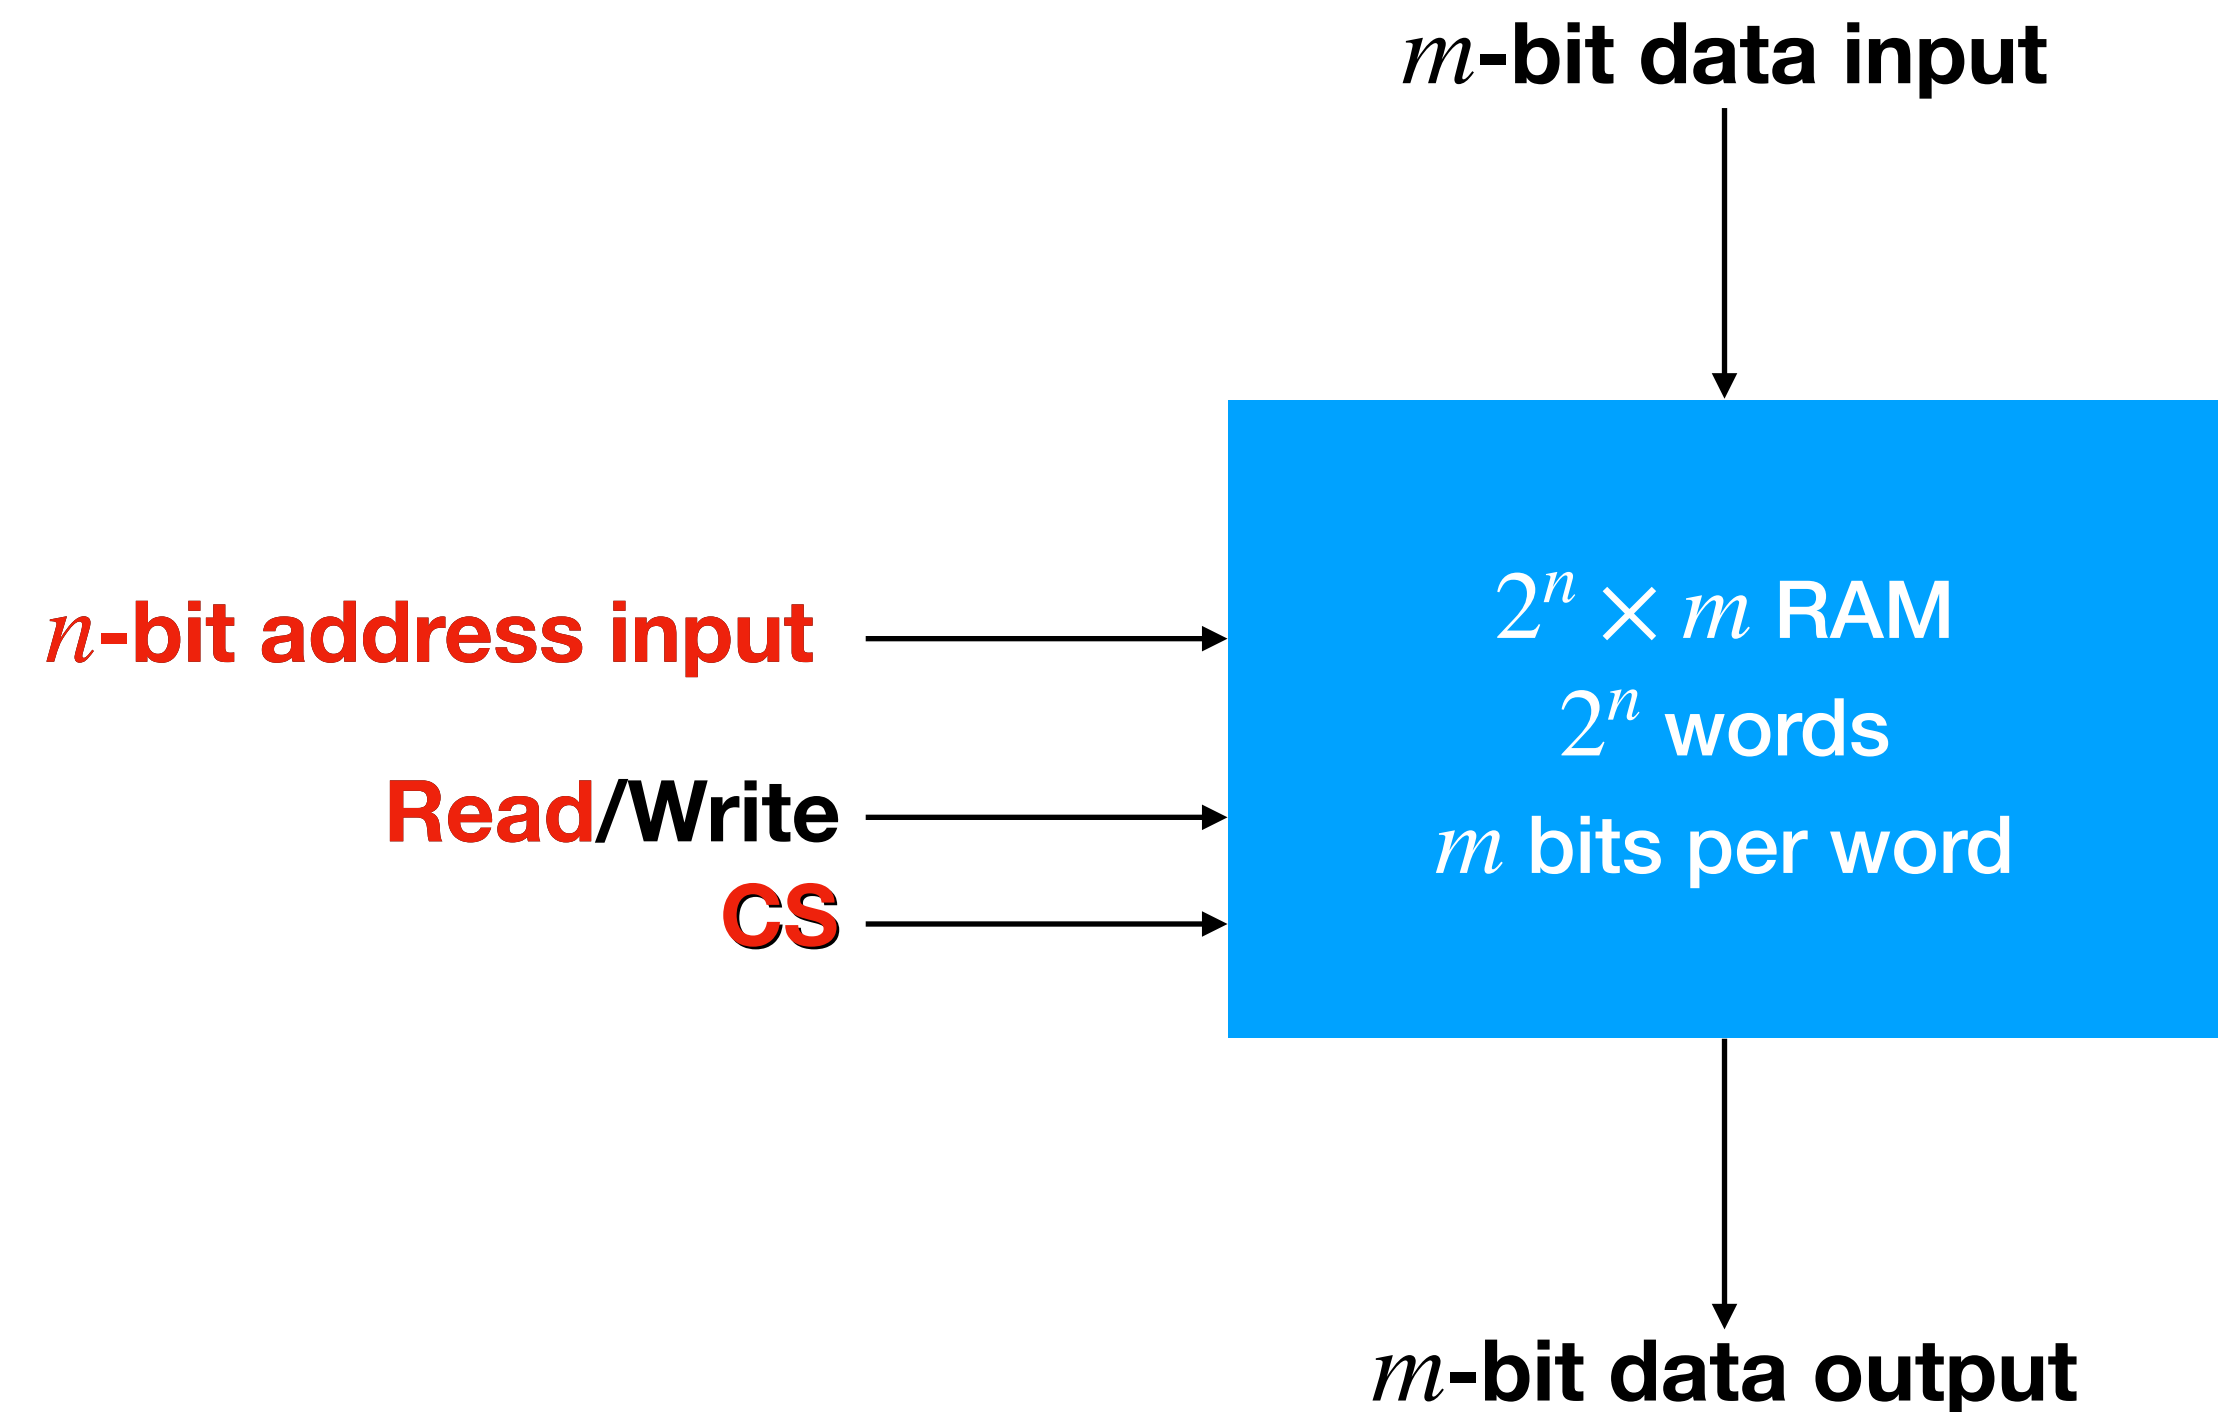 m-bit data input
n-bit address input
Read/Write
CS
2ⁿ × m RAM
2ⁿ words
m bits per word
m-bit data output